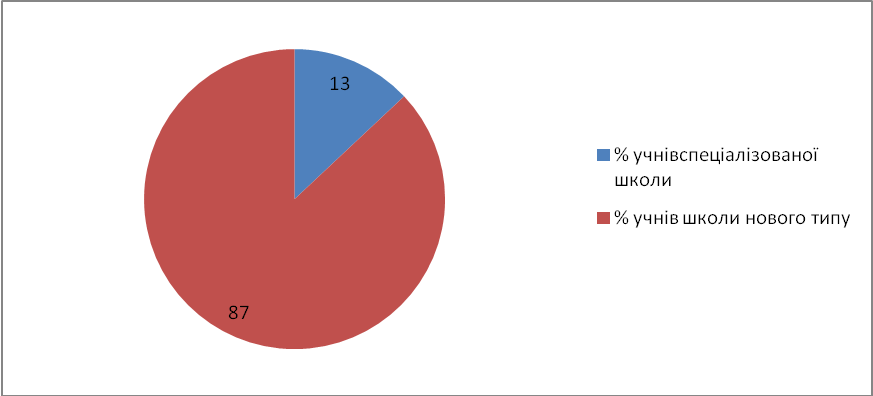 13
87
% учнівспеціалізованої
школи
% учнів школи нового типу